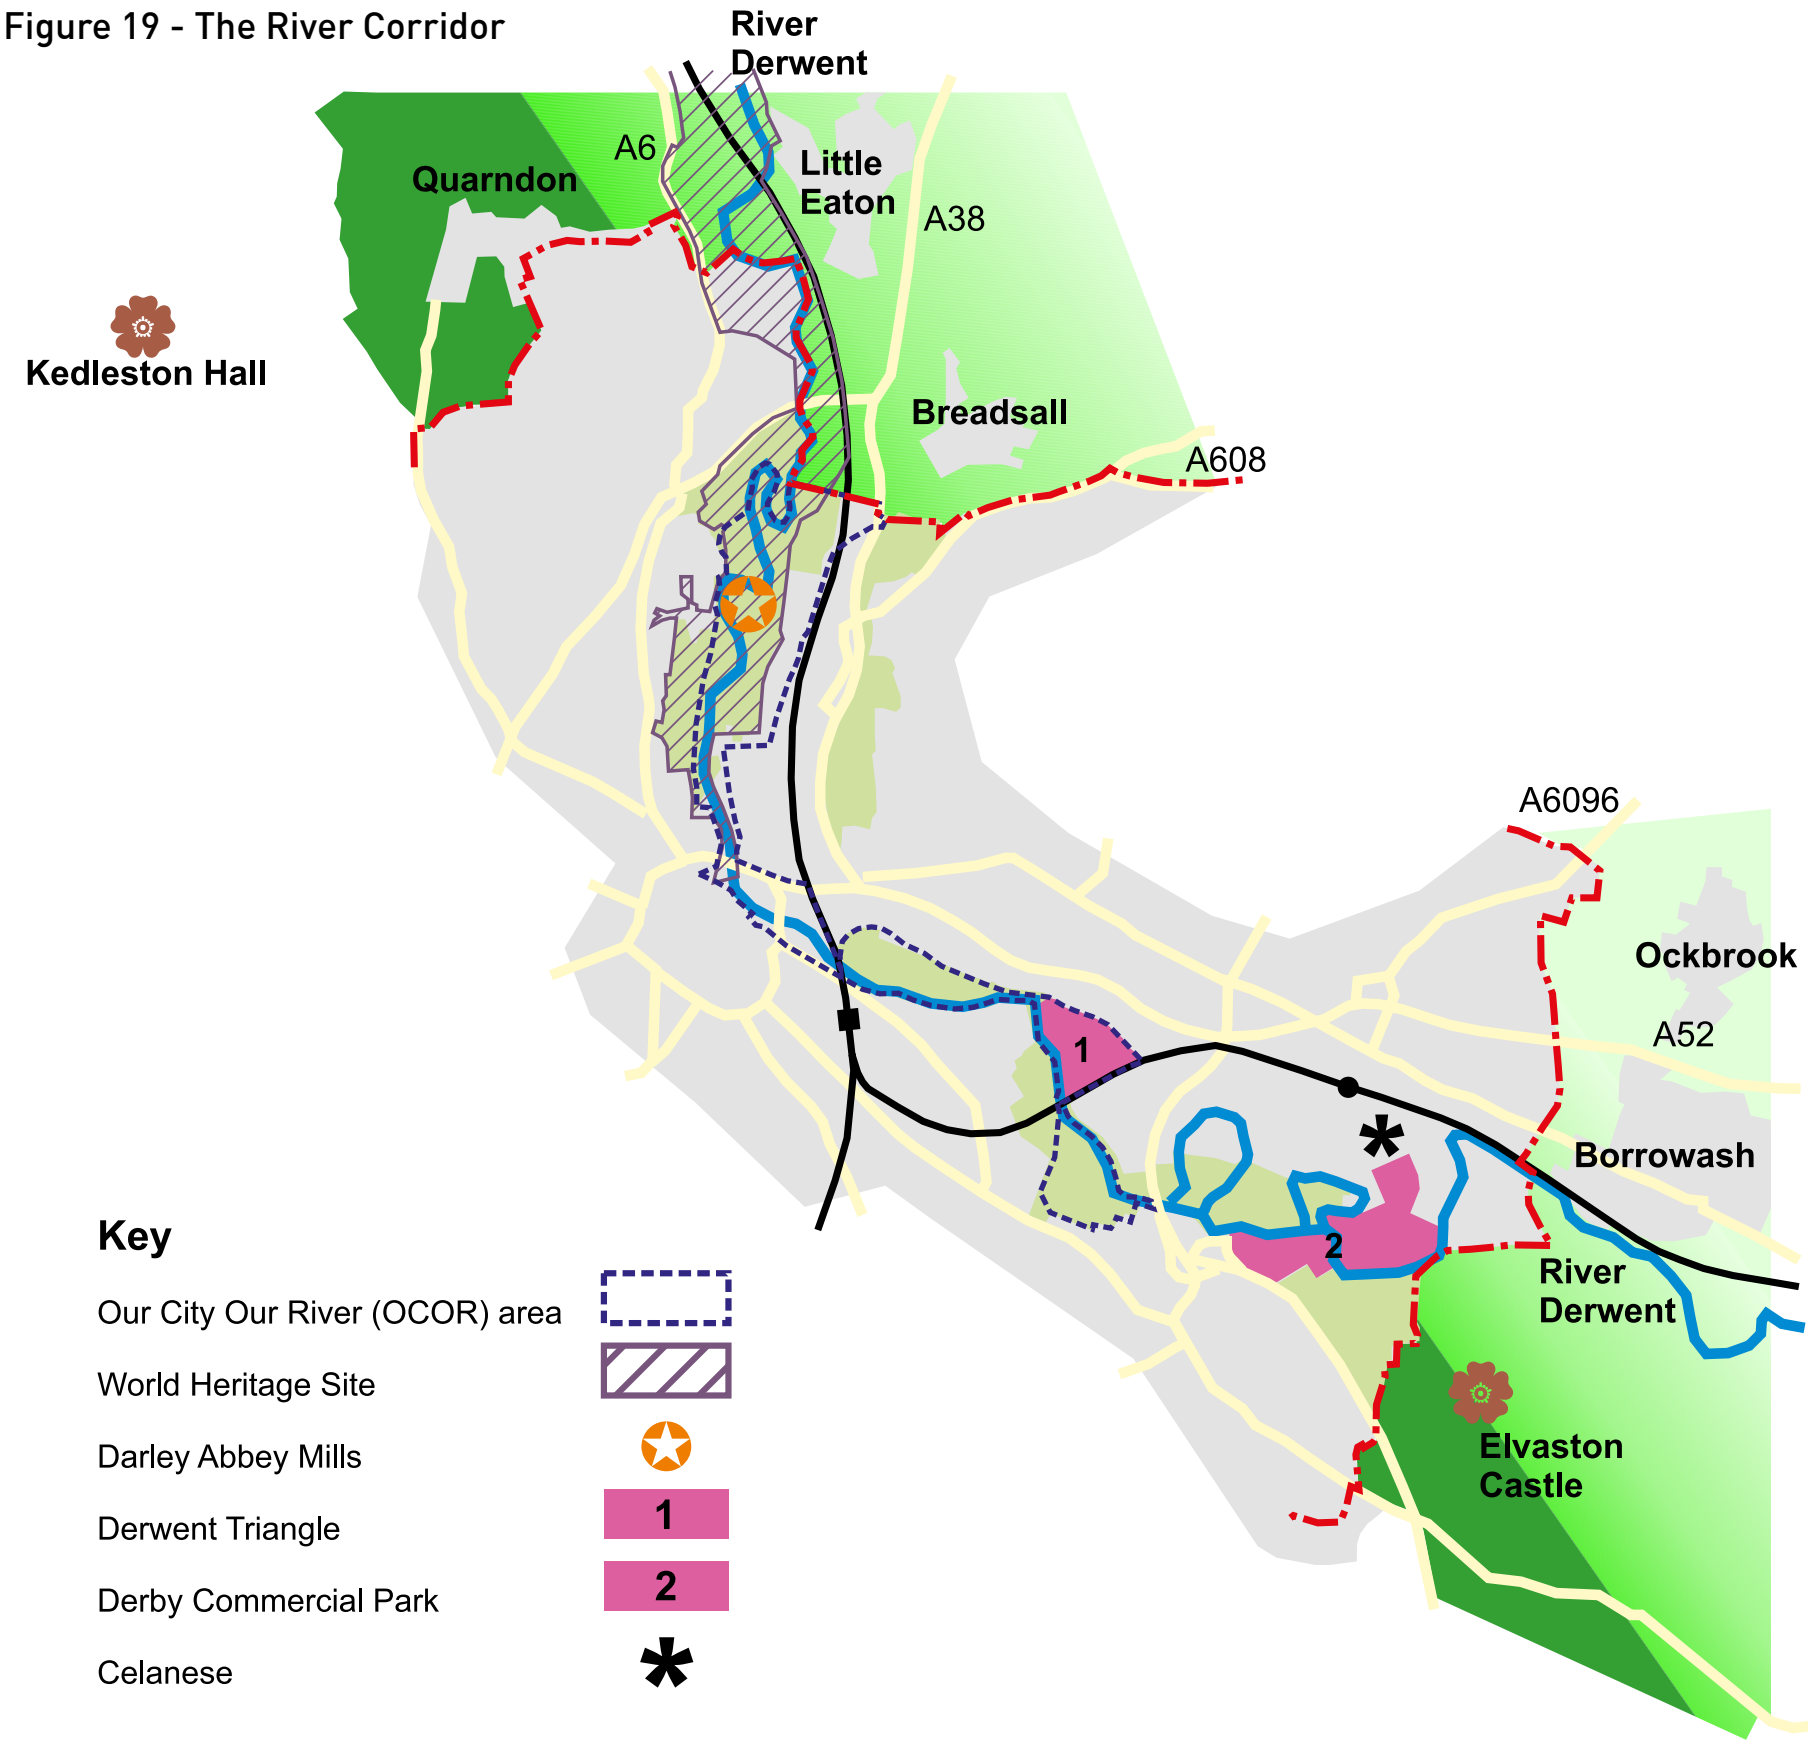 Figure 19 - The River Corridor
River
Derwent
A6
Little
Eaton
Quarndon
A38
Kedleston Hall
Breadsall
A608
A6096
Ockbrook
A52
1
*
Borrowash
2
River
Derwent
Elvaston
Castle
Key
Our City Our River (OCOR) area
World Heritage Site
Darley Abbey Mills
Derwent Triangle 1
Derby Commercial Park 2
Celanese *